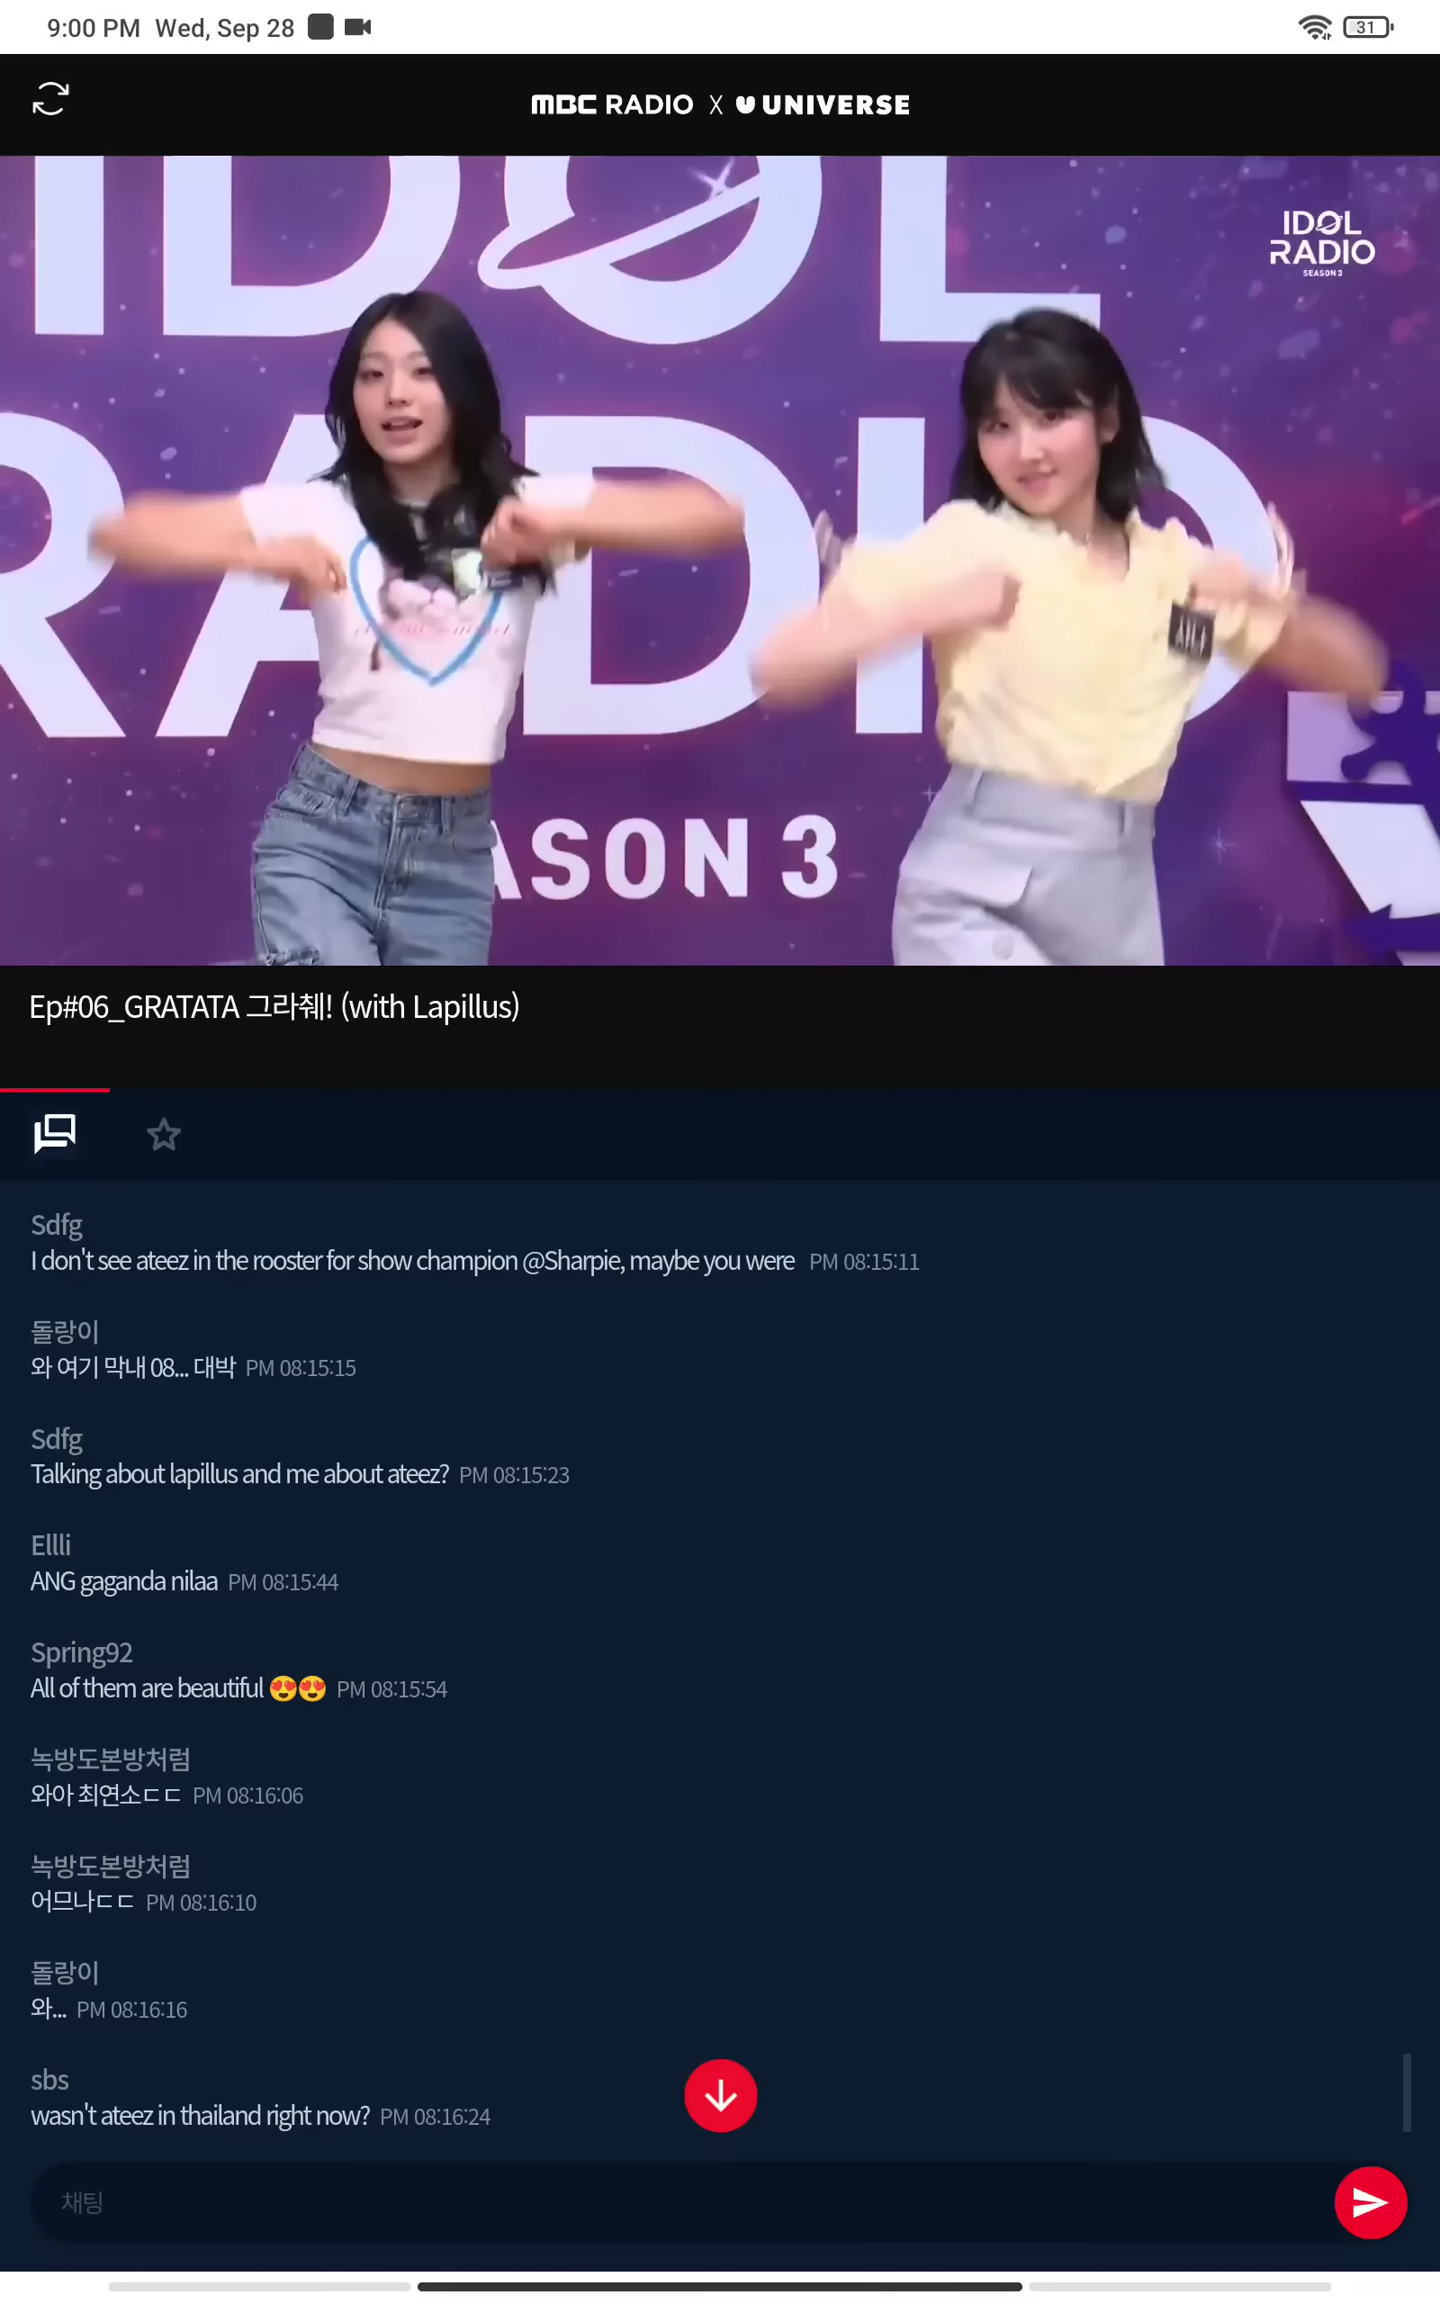 9:00 PM Wed, Sep 28
31
MBC RADIO X UNIVERSE
IDOL
RADIO
SEASON 3
IDOL
RADIO
ASON 3
Ep#06_GRATATA 그라췌! (with Lapillus)
Sdfg
I don't see ateez in the rooster for show champion @Sharpie, maybe you were PM 08:15:11
돌랑이
와 여기 막내 08... 대박 PM 08:15:15
Sdfg
Talking about lapillus and me about ateez? PM 08:15:23
Ellli
ANG gaganda nilaa PM 08:15:44
Spring92
All of them are beautiful 😍😍 PM 08:15:54
녹방도본방처럼
와아 최연소ㄷㄷ PM 08:16:06
녹방도본방처럼
어므나ㄷㄷ PM 08:16:10
돌랑이
와... PM 08:16:16
sbs
wasn't ateez in thailand right now? PM 08:16:24
채팅